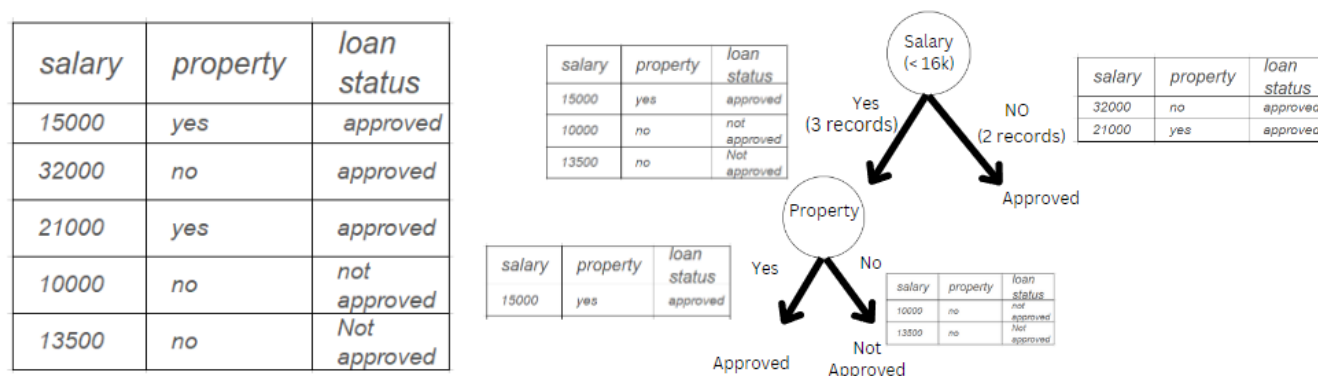 salary property loan status
15000 yes approved
32000 no approved
21000 yes approved
10000 no not approved
13500 no Not approved
salary property loan status
15000 yes approved
10000 no not approved
13500 no Not approved
Salary
(< 16k)
Yes
(3 records)
NO
(2 records)
salary property loan status
32000 no approved
21000 yes approved
Approved
Property
Yes
No
salary property loan status
15000 yes approved
salary property loan status
10000 no not approved
13500 no Not approved
Approved
Not
Approved